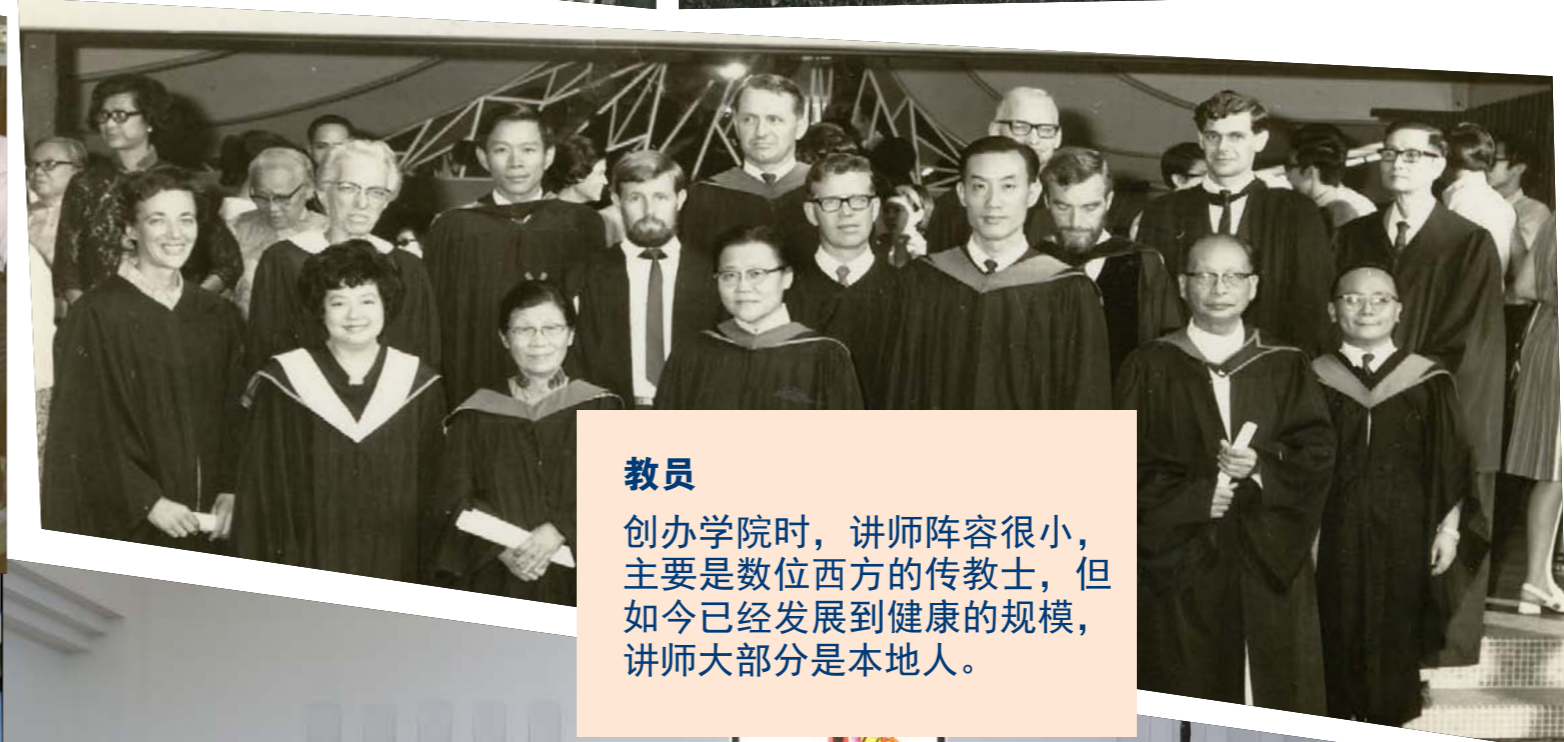 教员
创办学院时，讲师阵容很小，
主要是数位西方的传教士，但
如今已经发展到健康的规模，
讲师大部分是本地人。